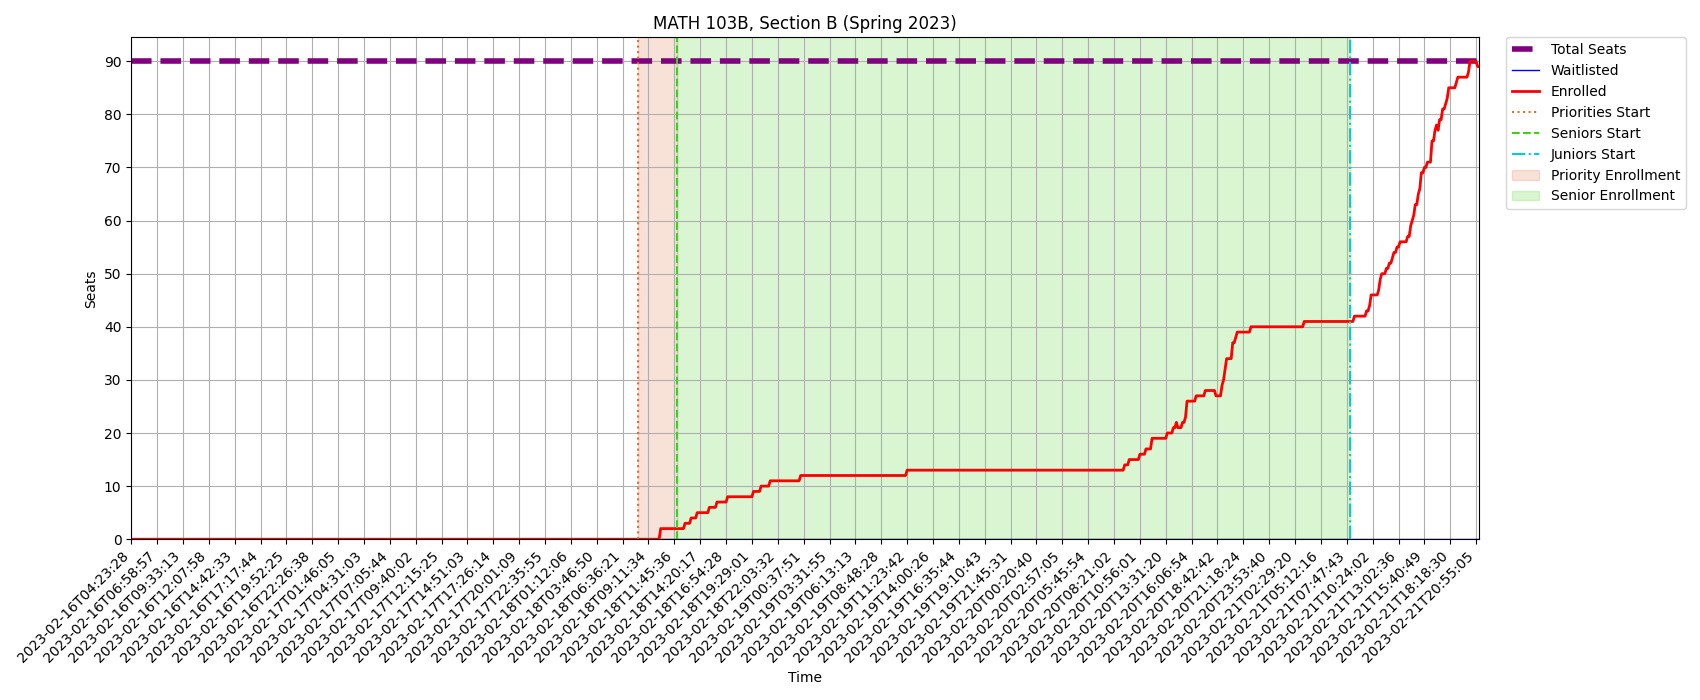 MATH 103B, Section B (Spring 2023)
Total Seats
Waitlisted
Enrolled
Priorities Start
Seniors Start
Juniors Start
Priority Enrollment
Senior Enrollment
Seats
90
80
70
60
50
40
30
20
10
0
2023-02-16T04:23:28
2023-02-16T06:58:57
2023-02-16T09:33:13
2023-02-16T12:07:58
2023-02-16T14:42:33
2023-02-16T17:17:44
2023-02-16T19:52:25
2023-02-16T22:26:38
2023-02-17T01:46:05
2023-02-17T04:31:03
2023-02-17T07:05:44
2023-02-17T09:40:02
2023-02-17T12:15:25
2023-02-17T14:51:03
2023-02-17T17:26:14
2023-02-17T20:01:09
2023-02-17T22:35:55
2023-02-18T01:12:06
2023-02-18T03:46:50
2023-02-18T06:36:21
2023-02-18T09:11:34
2023-02-18T11:45:36
2023-02-18T14:20:17
2023-02-18T16:54:28
2023-02-18T19:29:01
2023-02-18T22:03:32
2023-02-19T00:37:51
2023-02-19T03:31:55
2023-02-19T06:13:13
2023-02-19T08:48:28
2023-02-19T11:23:42
2023-02-19T14:00:26
2023-02-19T16:35:44
2023-02-19T19:10:43
2023-02-19T21:45:31
2023-02-20T00:20:40
2023-02-20T02:57:05
2023-02-20T05:45:54
2023-02-20T08:21:02
2023-02-20T10:56:01
2023-02-20T13:31:20
2023-02-20T16:06:54
2023-02-20T18:42:42
2023-02-20T21:18:24
2023-02-20T23:53:40
2023-02-21T02:29:20
2023-02-21T05:12:16
2023-02-21T07:47:43
2023-02-21T10:24:02
2023-02-21T13:02:36
2023-02-21T15:40:49
2023-02-21T18:18:30
2023-02-21T20:55:05
Time